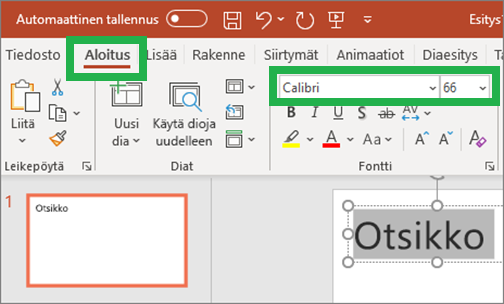 Automaattinen tallennus Esitys
Tiedosto Aloitus Lisää Rakenne Siirtymät Animaatiot Diaesitys
Calibri 66
Liitä Uusi dia Käytä dioja uudelleen
B I U S ab AV
A Aa A A A
Leikepöytä Diat Fontti
1
Otsikko
Otsikko